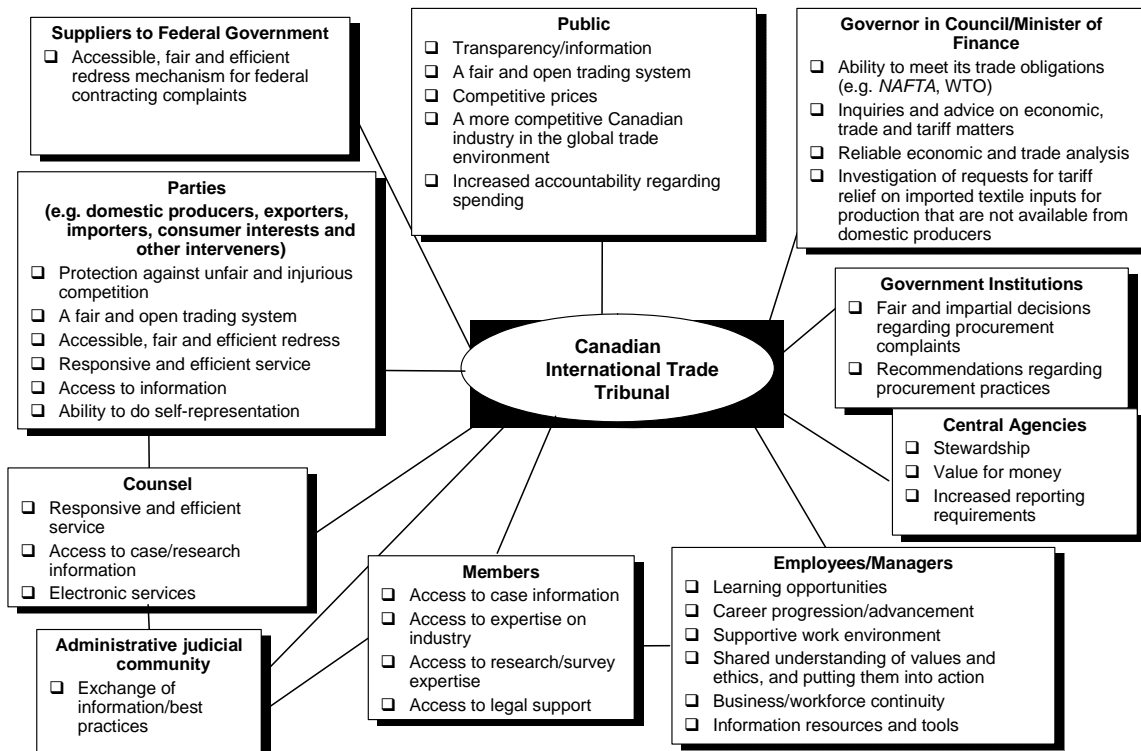 Suppliers to Federal Government
❑ Accessible, fair and efficient
redress mechanism for federal
contracting complaints
Public
❑ Transparency/information
❑ A fair and open trading system
❑ Competitive prices
❑ A more competitive Canadian
industry in the global trade
environment
❑ Increased accountability regarding
spending
Governor in Council/Minister of
Finance
❑ Ability to meet its trade obligations
(e.g. NAFTA, WTO)
❑ Inquiries and advice on economic,
trade and tariff matters
❑ Reliable economic and trade analysis
❑ Investigation of requests for tariff
relief on imported textile inputs for
production that are not available from
domestic producers
Parties
(e.g. domestic producers, exporters,
importers, consumer interests and
other interveners)
❑ Protection against unfair and injurious
competition
❑ A fair and open trading system
❑ Accessible, fair and efficient redress
❑ Responsive and efficient service
❑ Access to information
❑ Ability to do self-representation
Canadian
International Trade
Tribunal
Government Institutions
❑ Fair and impartial decisions
regarding procurement
complaints
❑ Recommendations regarding
procurement practices
Central Agencies
❑ Stewardship
❑ Value for money
❑ Increased reporting
requirements
Counsel
❑ Responsive and efficient
service
❑ Access to case/research
information
❑ Electronic services
Administrative judicial
community
❑ Exchange of
information/best
practices
Members
❑ Access to case information
❑ Access to expertise on
industry
❑ Access to research/survey
expertise
❑ Access to legal support
Employees/Managers
❑ Learning opportunities
❑ Career progression/advancement
❑ Supportive work environment
❑ Shared understanding of values and
ethics, and putting them into action
❑ Business/workforce continuity
❑ Information resources and tools